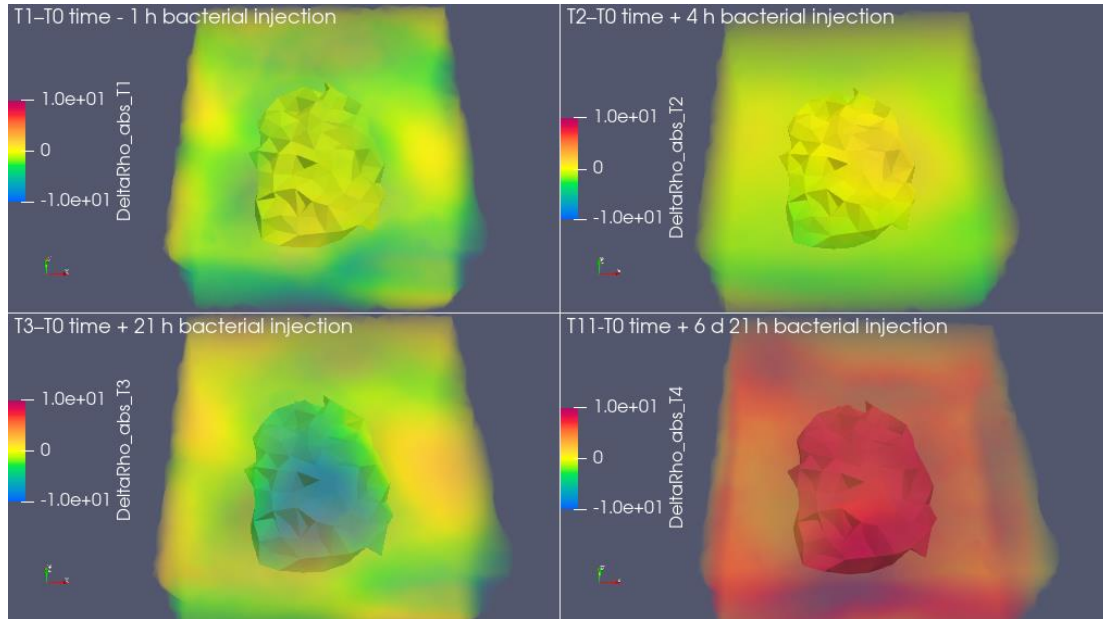 T1–T0 time - 1 h bacterial injection
1.0e+01
0
-1.0e+01
DeltaRho_abs_T1
T2–T0 time + 4 h bacterial injection
1.0e+01
0
-1.0e+01
DeltaRho_abs_T2
T3–T0 time + 21 h bacterial injection
1.0e+01
0
-1.0e+01
DeltaRho_abs_T3
T11-T0 time + 6 d 21 h bacterial injection
1.0e+01
0
-1.0e+01
DeltaRho_abs_T4